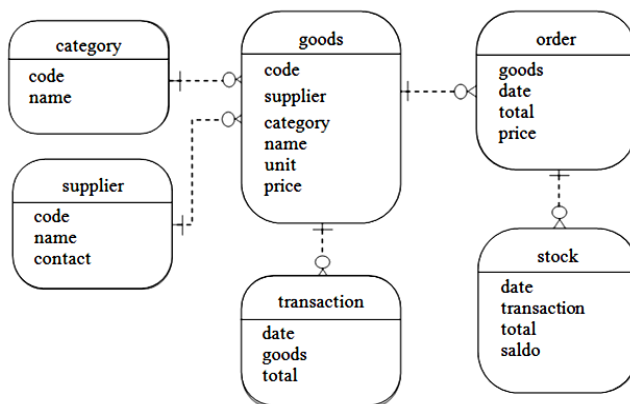 category
code
name
supplier
code
name
contact
goods
code
supplier
category
name
unit
price
transaction
date
goods
total
order
goods
date
total
price
stock
date
transaction
total
saldo